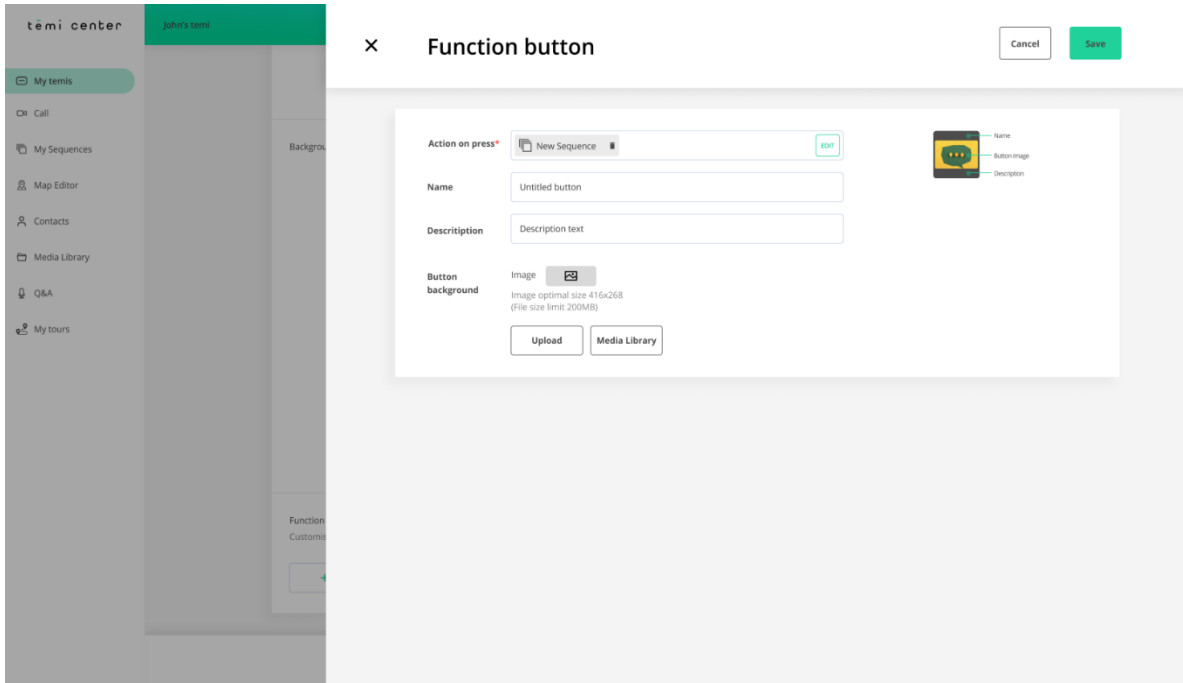 temi center
John's temi
My temis
Call
My Sequences
Map Editor
Contacts
Media Library
Q&A
My tours
Function
Function button
Cancel
Save
Action on press*
New Sequence
EDIT
Name
Untitled button
Descritiption
Description text
Button
background
Image
Image optimal size 416x268
(File size limit 200MB)
Upload
Media Library
Name
Button image
Description